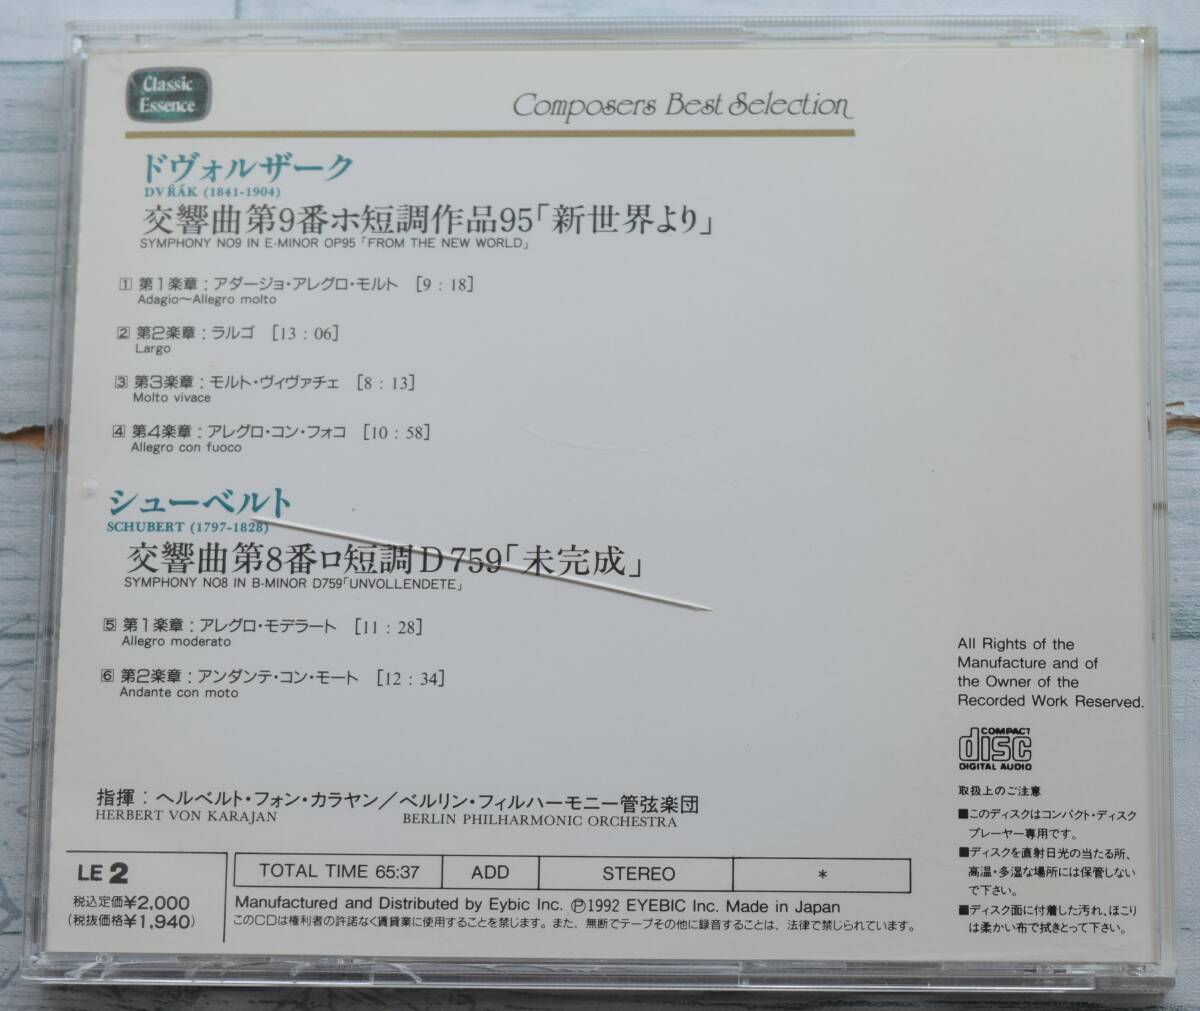 Classic
Essence
Composers Best Selection
ドヴォルザーク
DVŘÁK (1841-1904)
交響曲第9番ホ短調作品95「新世界より」
SYMPHONY NO9 IN E-MINOR OP95「FROM THE NEW WORLD」
1 第1楽章：アダージョ・アレグロ・モルト [9：18]
Adagio～Allegro molto
2 第2楽章：ラルゴ [13：06]
Largo
3 第3楽章：モルト・ヴィヴァチェ [8：13]
Molto vivace
4 第4楽章：アレグロ・コン・フォコ [10：58]
Allegro con fuoco
シューベルト
SCHUBERT (1797-1828)
交響曲第8番ロ短調D759「未完成」
SYMPHONY NO8 IN B-MINOR D759「UNVOLLENDETE」
5 第1楽章：アレグロ・モデラート [11：28]
Allegro moderato
6 第2楽章：アンダンテ・コン・モート [12：34]
Andante con moto
指揮：ヘルベルト・フォン・カラヤン／ベルリン・フィルハーモニー管弦楽団
HERBERT VON KARAJAN BERLIN PHILHARMONIC ORCHESTRA
LE 2
税込定価¥2,000
(税抜価格¥1,940)
TOTAL TIME 65:37 ADD STEREO *
Manufactured and Distributed by Eybic Inc. Ⓟ1992 EYEBIC Inc. Made in Japan
このCDは権利者の許諾なく賃貸業に使用することを禁じます。また、無断でテープその他に録音することは、法律で禁じられています。
All Rights of the
Manufacture and of
the Owner of the
Recorded Work Reserved.
COMPACT
disc
DIGITAL AUDIO
取扱上のご注意
■このディスクはコンパクト・ディスク
プレーヤー専用です。
■ディスクを直射日光の当たる所、
高温・多湿な場所には保管しない
で下さい。
■ディスク面に付着した汚れ、ほこり
は柔かい布で拭きとって下さい。